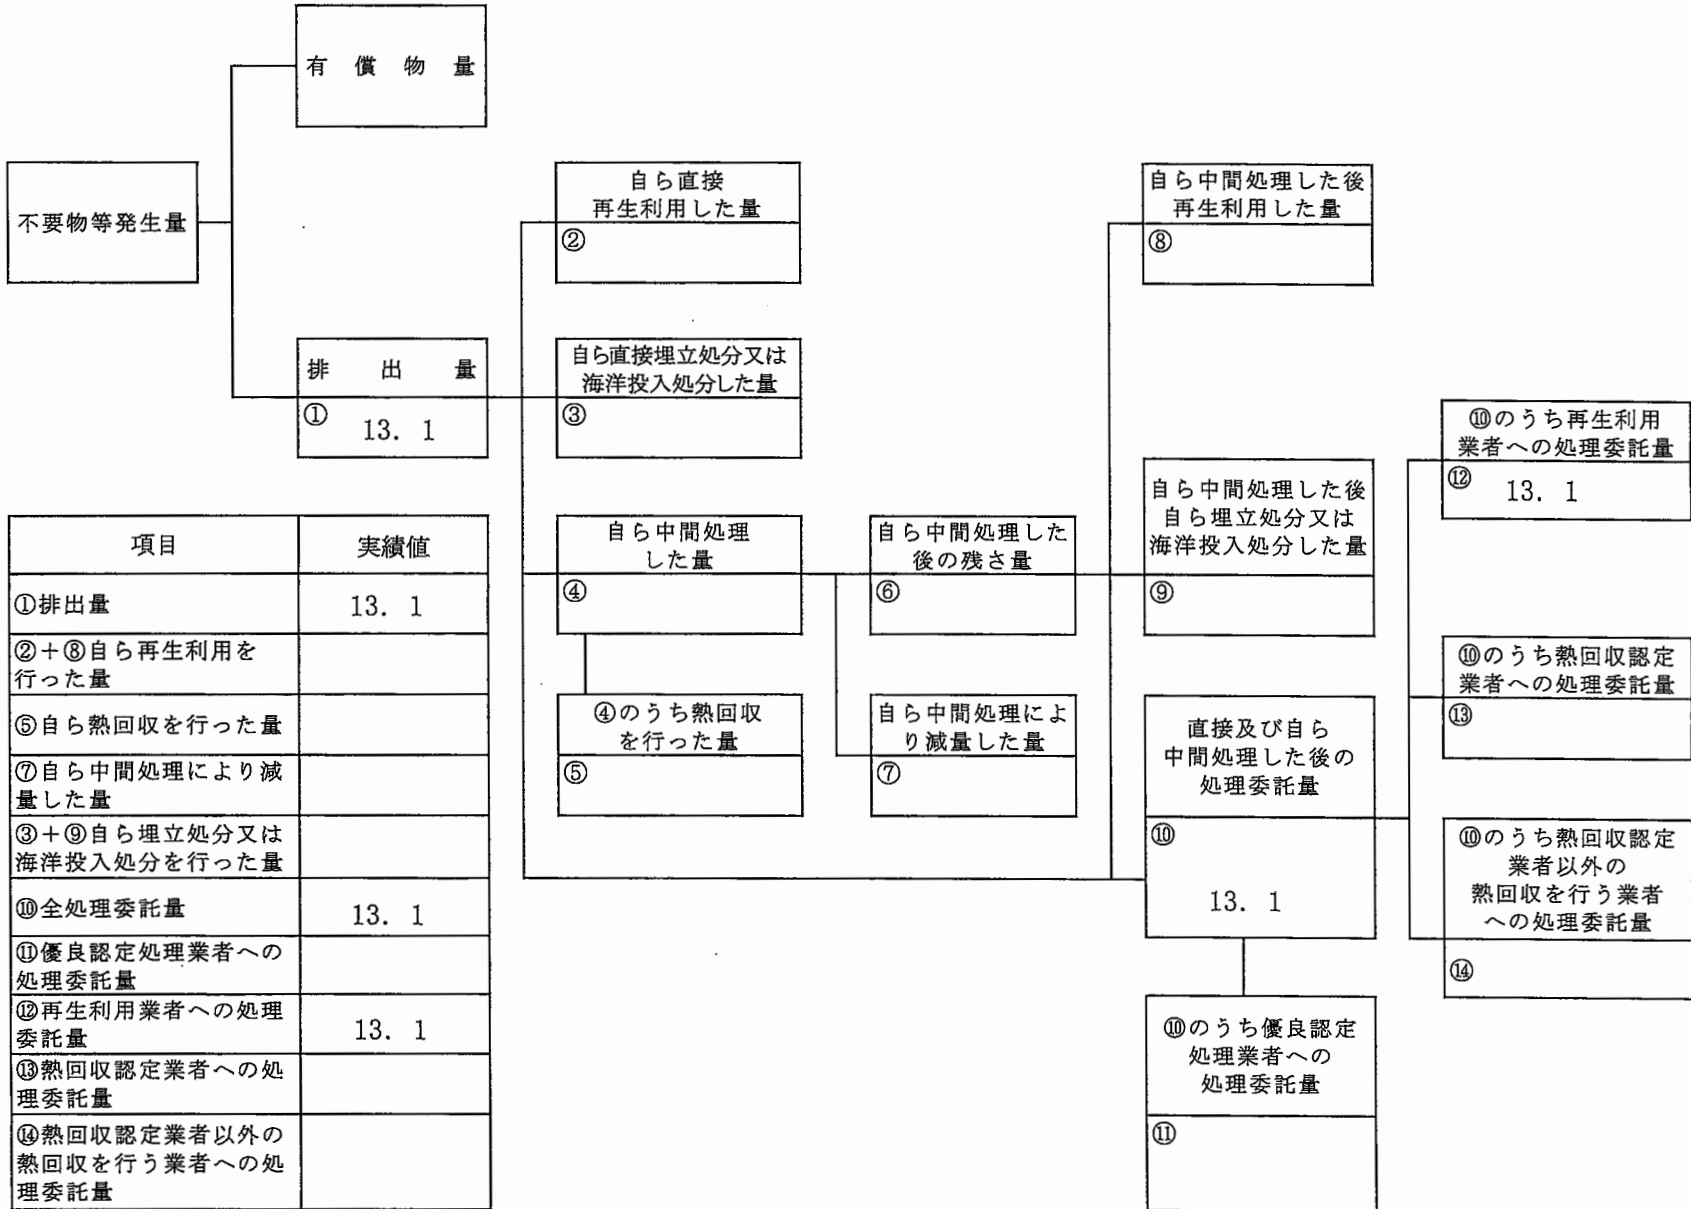 有償物量
不要物等発生量
自ら直接
再生利用した量
②
自ら中間処理した後
再生利用した量
⑧
排出量
①
13. 1
自ら直接埋立処分又は
海洋投入処分した量
③
⑩のうち再生利用
業者への処理委託量
⑫
13. 1
自ら中間処理した後
自ら埋立処分又は
海洋投入処分した量
⑨
自ら中間処理
した量
④
自ら中間処理した
後の残さ量
⑥
⑩のうち熱回収認定
業者への処理委託量
⑬
④のうち熱回収
を行った量
⑤
自ら中間処理によ
り減量した量
⑦
直接及び自ら
中間処理した後の
処理委託量
⑩
13. 1
⑩のうち熱回収認定
業者以外の
熱回収を行う業者
への処理委託量
⑭
⑩のうち優良認定
処理業者への
処理委託量
⑪
項目 実績値
①排出量 13. 1
②+⑧自ら再生利用を
行った量
⑤自ら熱回収を行った量
⑦自ら中間処理により減
量した量
③+⑨自ら埋立処分又は
海洋投入処分を行った量
⑩全処理委託量 13. 1
⑪優良認定処理業者への
処理委託量
⑫再生利用業者への処理
委託量 13. 1
⑬熱回収認定業者への処
理委託量
⑭熱回収認定業者以外の
熱回収を行う業者への処
理委託量